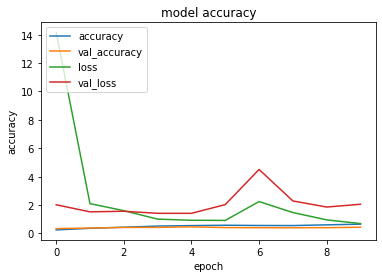 model accuracy
accuracy
val_accuracy
loss
val_loss
accuracy
14
12
10
8
6
4
2
0
0 2 4 6 8
epoch